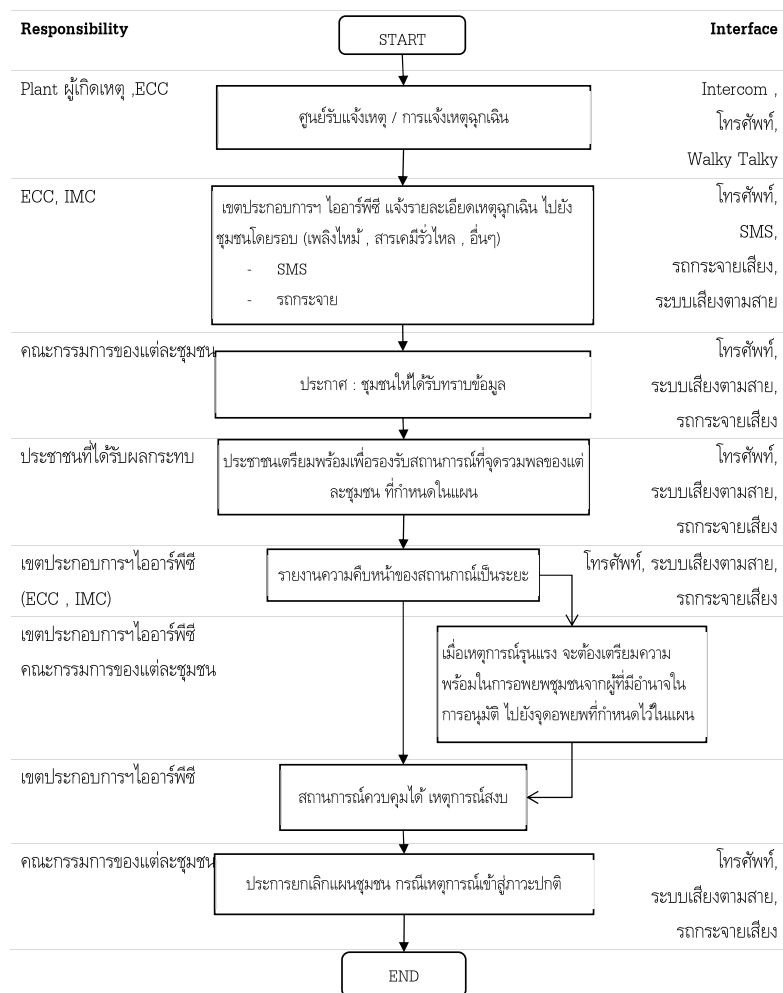 Responsibility
START
Interface
Plant ผู้เกิดเหตุ ,ECC
ศูนย์รับแจ้งเหตุ / การแจ้งเหตุฉุกเฉิน
Intercom ,
โทรศัพท์,
Walky Talky
ECC, IMC
เขตประกอบการฯ ไออาร์พีซี แจ้งรายละเอียดเหตุฉุกเฉิน ไปยัง
ชุมชนโดยรอบ (เพลิงไหม้ , สารเคมีรั่วไหล , อื่นๆ)
- SMS
- รถกระจาย
โทรศัพท์,
SMS,
รถกระจายเสียง,
ระบบเสียงตามสาย
คณะกรรมการของแต่ละชุมชน
ประกาศ : ชุมชนให้ได้รับทราบข้อมูล
โทรศัพท์,
ระบบเสียงตามสาย,
รถกระจายเสียง
ประชาชนที่ได้รับผลกระทบ
ประชาชนเตรียมพร้อมเพื่อรองรับสถานการณ์ที่จุดรวมพลของแต่
ละชุมชน ที่กำหนดในแผน
โทรศัพท์,
ระบบเสียงตามสาย,
รถกระจายเสียง
เขตประกอบการฯไออาร์พีซี
(ECC , IMC)
รายงานความคืบหน้าของสถานกาณ์เป็นระยะ
โทรศัพท์, ระบบเสียงตามสาย,
รถกระจายเสียง
เขตประกอบการฯไออาร์พีซี
คณะกรรมการของแต่ละชุมชน
เมื่อเหตุการณ์รุนแรง จะต้องเตรียมความ
พร้อมในการอพยพชุมชนจากผู้ที่มีอำนาจใน
การอนุมัติ ไปยังจุดอพยพที่กำหนดไว้ในแผน
เขตประกอบการฯไออาร์พีซี
สถานการณ์ควบคุมได้ เหตุการณ์สงบ
คณะกรรมการของแต่ละชุมชน
ประการยกเลิกแผนชุมชน กรณีเหตุการณ์เข้าสู่ภาวะปกติ
โทรศัพท์,
ระบบเสียงตามสาย,
รถกระจายเสียง
END